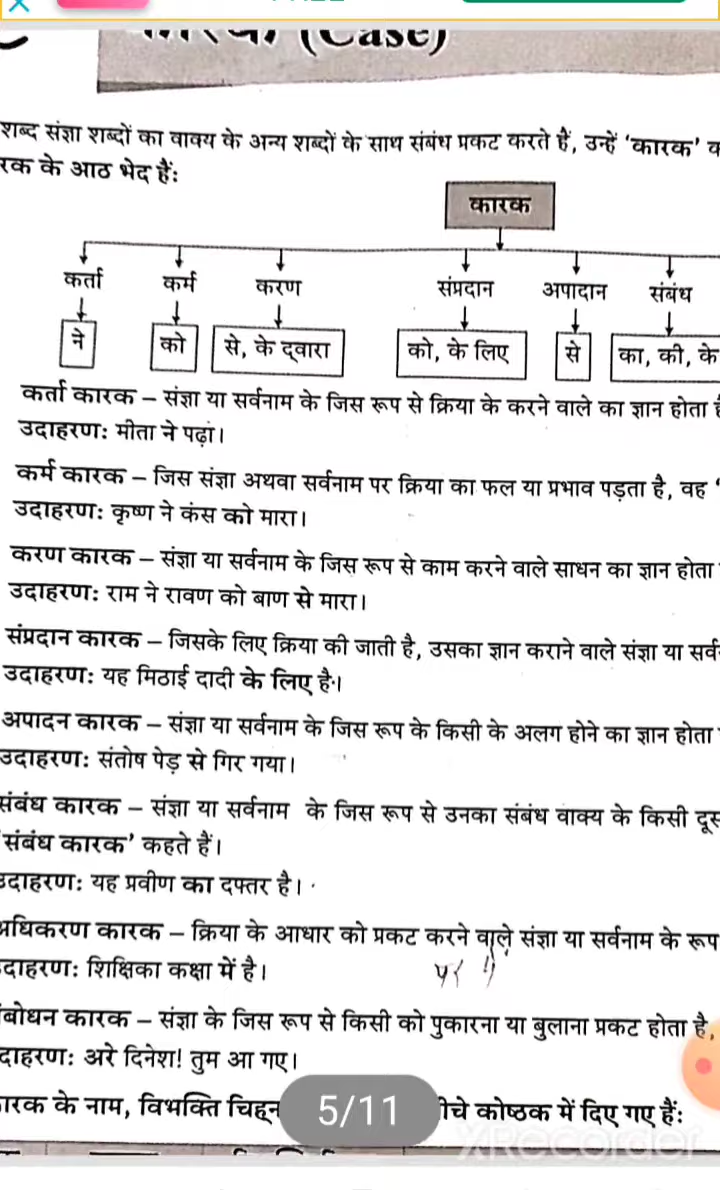 (Case)
शब्द संज्ञा शब्दों का वाक्य के अन्य शब्दों के साथ संबंध प्रकट करते हैं, उन्हें 'कारक'
रक के आठ भेद हैंः
कारक
कर्ता कर्म करण संप्रदान अपादान संबंध
ने को से, के द्वारा को, के लिए से का, की, के
कर्ता कारक – संज्ञा या सर्वनाम के जिस रूप से क्रिया के करने वाले का ज्ञान होता
उदाहरणः मीता ने पढ़ा।
कर्म कारक – जिस संज्ञा अथवा सर्वनाम पर क्रिया का फल या प्रभाव पड़ता है, वह '
उदाहरणः कृष्ण ने कंस को मारा।
करण कारक – संज्ञा या सर्वनाम के जिस रूप से काम करने वाले साधन का ज्ञान होता
उदाहरणः राम ने रावण को बाण से मारा।
संप्रदान कारक – जिसके लिए क्रिया की जाती है, उसका ज्ञान कराने वाले संज्ञा या सर्व
उदाहरणः यह मिठाई दादी के लिए है।
अपादन कारक – संज्ञा या सर्वनाम के जिस रूप के किसी के अलग होने का ज्ञान होता
उदाहरणः संतोष पेड़ से गिर गया।
संबंध कारक – संज्ञा या सर्वनाम के जिस रूप से उनका संबंध वाक्य के किसी दूस
संबंध कारक' कहते हैं।
उदाहरणः यह प्रवीण का दफ्तर है।
अधिकरण कारक – क्रिया के आधार को प्रकट करने वाले संज्ञा या सर्वनाम के रूप
दाहरणः शिक्षिका कक्षा में है।
पर
बोधन कारक – संज्ञा के जिस रूप से किसी को पुकारना या बुलाना प्रकट होता है,
दाहरणः अरे दिनेश! तुम आ गए।
ारक के नाम, विभक्ति चिह्न 5/11 ीचे कोष्ठक में दिए गए हैंः
XRecorder